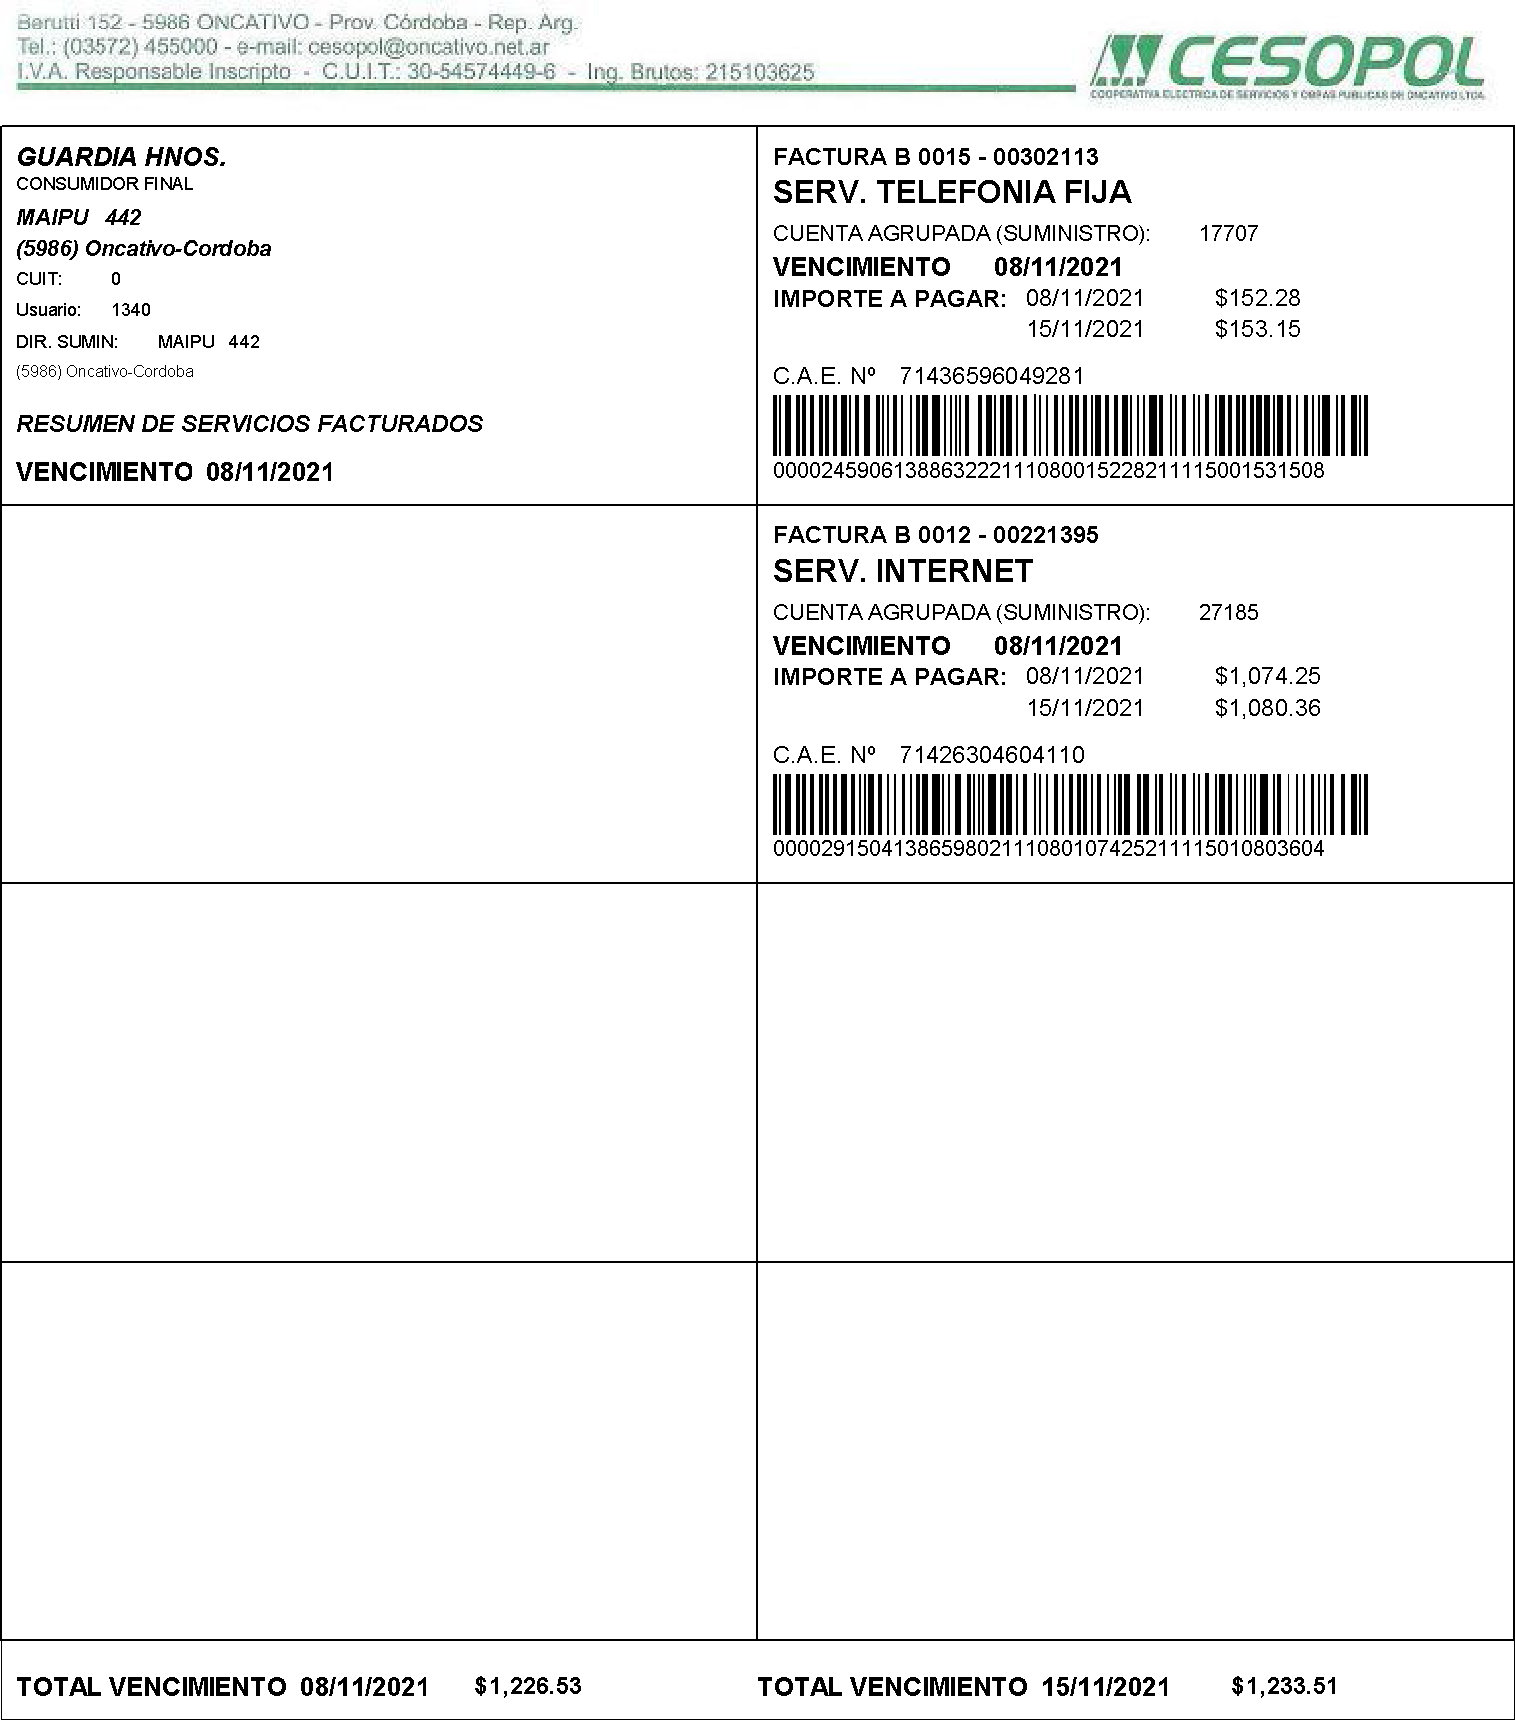 Berutti 152 - 5986 ONCATIVO - Prov. Córdoba - Rep. Arg.
Tel.: (03572) 455000 - e-mail: cesopol@oncativo.net.ar
I.V.A. Responsable Inscripto - C.U.I.T.: 30-54574449-6 - Ing. Brutos: 215103625
CESOPOL
COOPERATIVA ELECTRICA DE SERVICIOS Y OBRAS PUBLICAS DE ONCATIVO LTDA.
GUARDIA HNOS.
CONSUMIDOR FINAL
MAIPU 442
(5986) Oncativo-Cordoba
CUIT: 0
Usuario: 1340
DIR. SUMIN: MAIPU 442
(5986) Oncativo-Cordoba
RESUMEN DE SERVICIOS FACTURADOS
VENCIMIENTO 08/11/2021
FACTURA B 0015 - 00302113
SERV. TELEFONIA FIJA
CUENTA AGRUPADA (SUMINISTRO): 17707
VENCIMIENTO 08/11/2021
IMPORTE A PAGAR: 08/11/2021 $152.28
15/11/2021 $153.15
C.A.E. Nº 71436596049281
0000245906138863222111080015228211115001531508
FACTURA B 0012 - 00221395
SERV. INTERNET
CUENTA AGRUPADA (SUMINISTRO): 27185
VENCIMIENTO 08/11/2021
IMPORTE A PAGAR: 08/11/2021 $1,074.25
15/11/2021 $1,080.36
C.A.E. Nº 71426304604110
00002915041386598021110801074252111115010803604
TOTAL VENCIMIENTO 08/11/2021 $1,226.53
TOTAL VENCIMIENTO 15/11/2021 $1,233.51